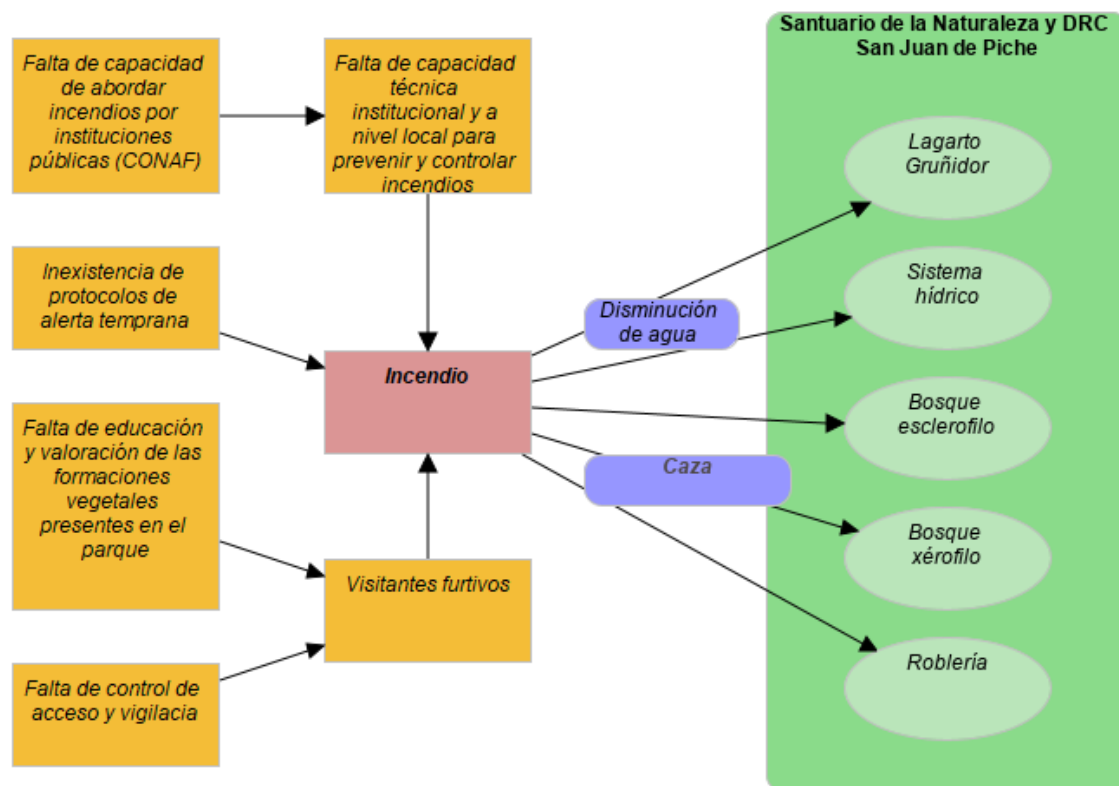 Santuario de la Naturaleza y DRC
San Juan de Piche
Falta de capacidad
de abordar
incendios por
instituciones
públicas (CONAF)
Falta de capacidad
técnica
institucional y a
nivel local para
prevenir y controlar
incendios
Lagarto
Gruñidor
Inexistencia de
protocolos de
alerta temprana
Sistema
hídrico
Disminución
de agua
Incendio
Bosque
esclerofilo
Falta de educación
y valoración de las
formaciones
vegetales
presentes en el
parque
Caza
Bosque
xérofilo
Visitantes furtivos
Roblería
Falta de control de
acceso y vigilacia